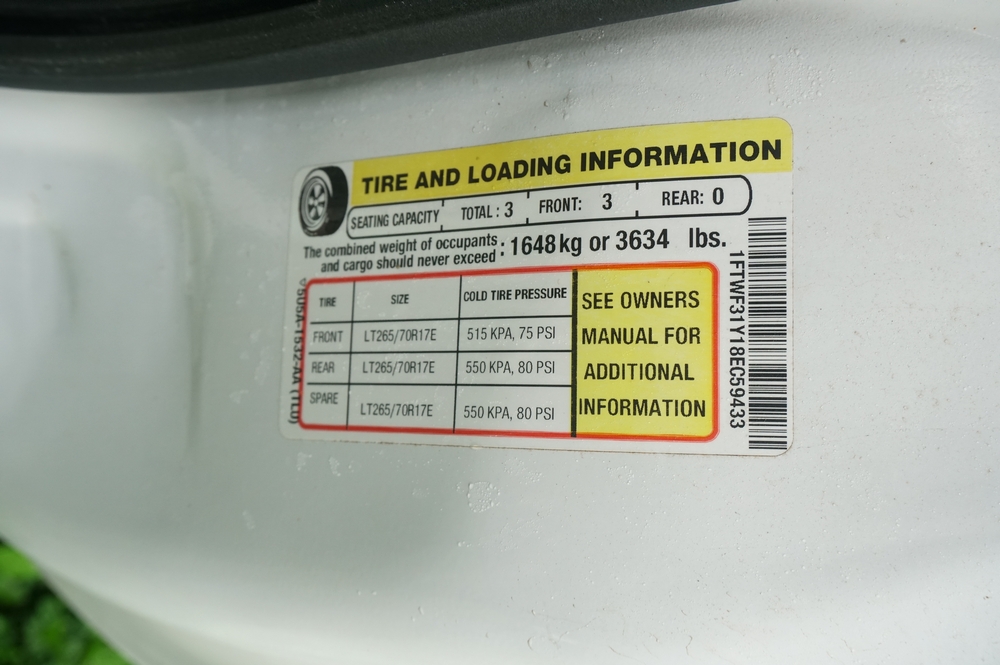 TIRE AND LOADING INFORMATION
SEATING CAPACITY TOTAL : 3 FRONT: 3 REAR: 0
The combined weight of occupants and cargo should never exceed : 1648 kg or 3634 lbs.
TIRE SIZE COLD TIRE PRESSURE
FRONT LT265/70R17E 515 KPA, 75 PSI
REAR LT265/70R17E 550 KPA, 80 PSI
SPARE LT265/70R17E 550 KPA, 80 PSI
SEE OWNERS
MANUAL FOR
ADDITIONAL
INFORMATION
1FTWF31Y18EC59433